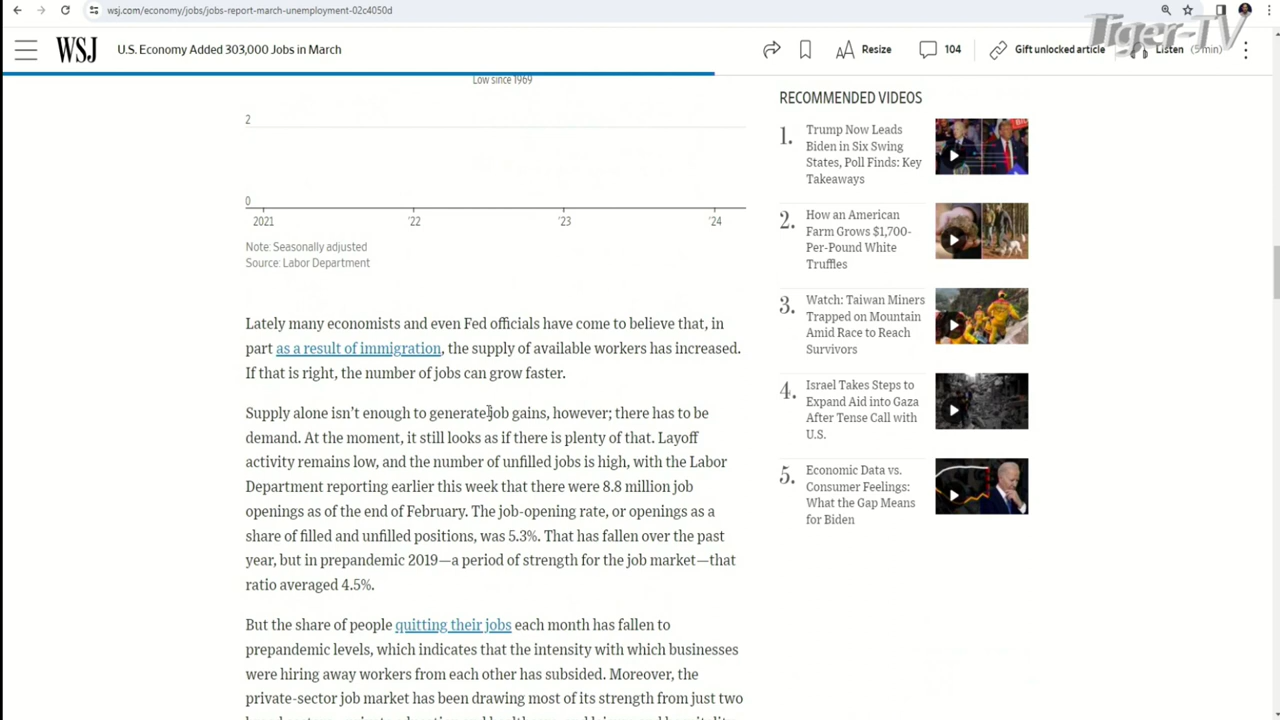 wsj.com/economy/jobs/jobs-report-march-unemployment-02c4050d
Tiger-TV
WSJ
U.S. Economy Added 303,000 Jobs in March
Resize
104
Gift unlocked article
Listen (5 min)
Low since 1969
2
0
2021 '22 '23 '24
Note: Seasonally adjusted
Source: Labor Department
Lately many economists and even Fed officials have come to believe that, in
part as a result of immigration, the supply of available workers has increased.
If that is right, the number of jobs can grow faster.
Supply alone isn't enough to generate job gains, however; there has to be
demand. At the moment, it still looks as if there is plenty of that. Layoff
activity remains low, and the number of unfilled jobs is high, with the Labor
Department reporting earlier this week that there were 8.8 million job
openings as of the end of February. The job-opening rate, or openings as a
share of filled and unfilled positions, was 5.3%. That has fallen over the past
year, but in prepandemic 2019—a period of strength for the job market—that
ratio averaged 4.5%.
But the share of people quitting their jobs each month has fallen to
prepandemic levels, which indicates that the intensity with which businesses
were hiring away workers from each other has subsided. Moreover, the
private-sector job market has been drawing most of its strength from just two
RECOMMENDED VIDEOS
1. Trump Now Leads
Biden in Six Swing
States, Poll Finds: Key
Takeaways
2. How an American
Farm Grows $1,700-
Per-Pound White
Truffles
3. Watch: Taiwan Miners
Trapped on Mountain
Amid Race to Reach
Survivors
4. Israel Takes Steps to
Expand Aid into Gaza
After Tense Call with
U.S.
5. Economic Data vs.
Consumer Feelings:
What the Gap Means
for Biden